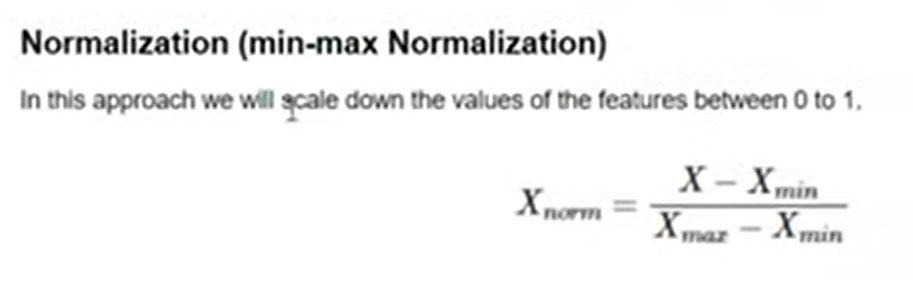 Normalization (min-max Normalization)
In this approach we will scale down the values of the features between 0 to 1.
X_norm = (X - X_min) / (X_max - X_min)